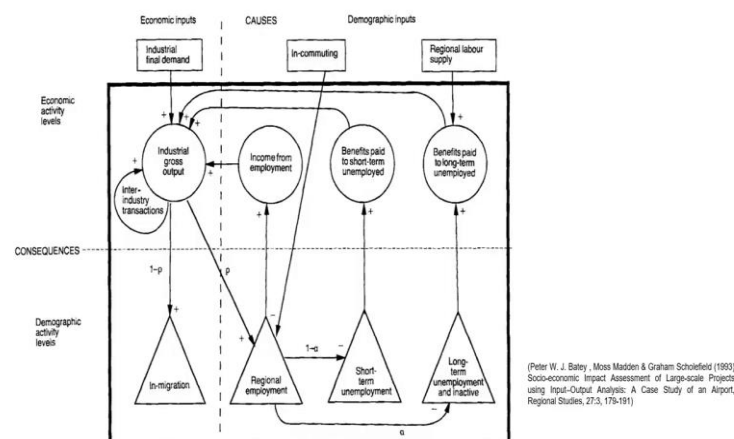 Economic inputs
CAUSES
Demographic inputs
Industrial
final demand
In-commuting
Regional labour
supply
Economic
activity
levels
+
+
+
+
Industrial
gross
output
+
+
Inter-
industry
transactions
Income from
employment
+
Benefits paid
to short-term
unemployed
+
Benefits paid
to long-term
unemployed
+
CONSEQUENCES
1-p
p
Demographic
activity
levels
+
In-migration
+
-
Regional
employment
1-α
-
Short-
term
unemployment
-
Long-
term
unemployment
and inactive
α
(Peter W. J. Batey , Moss Madden & Graham Scholefield (1993)
Socio-economic Impact Assessment of Large-scale Projects
using Input–Output Analysis: A Case Study of an Airport,
Regional Studies, 27:3, 179-191)